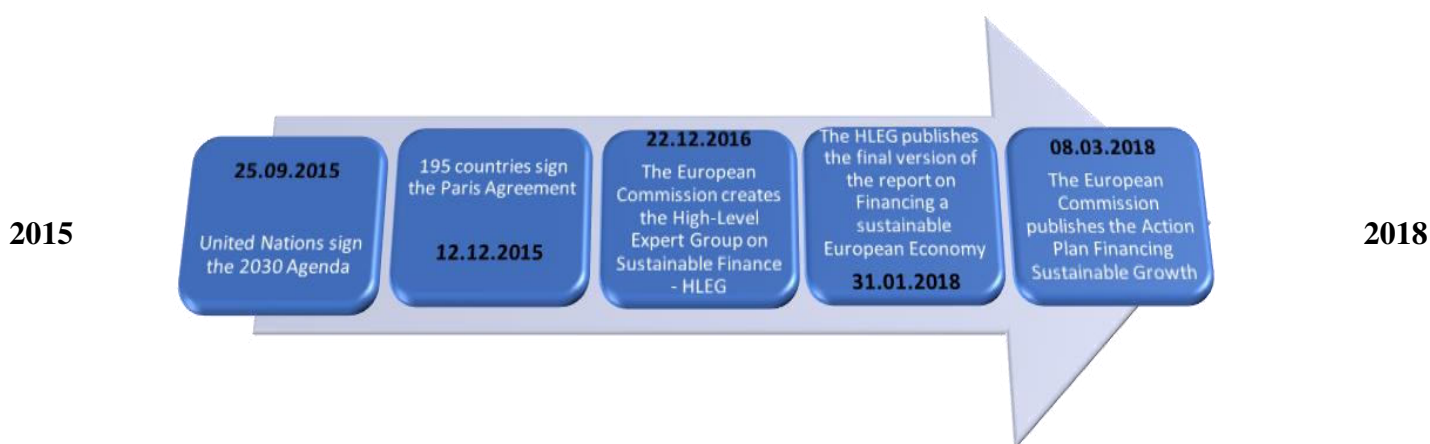 2015
25.09.2015
United Nations sign
the 2030 Agenda
195 countries sign
the Paris Agreement
12.12.2015
22.12.2016
The European
Commission creates
the High-Level
Expert Group on
Sustainable Finance
- HLEG
The HLEG publishes
the final version of
the report on
Financing a
sustainable
European Economy
31.01.2018
08.03.2018
The European
Commission
publishes the Action
Plan Financing
Sustainable Growth
2018